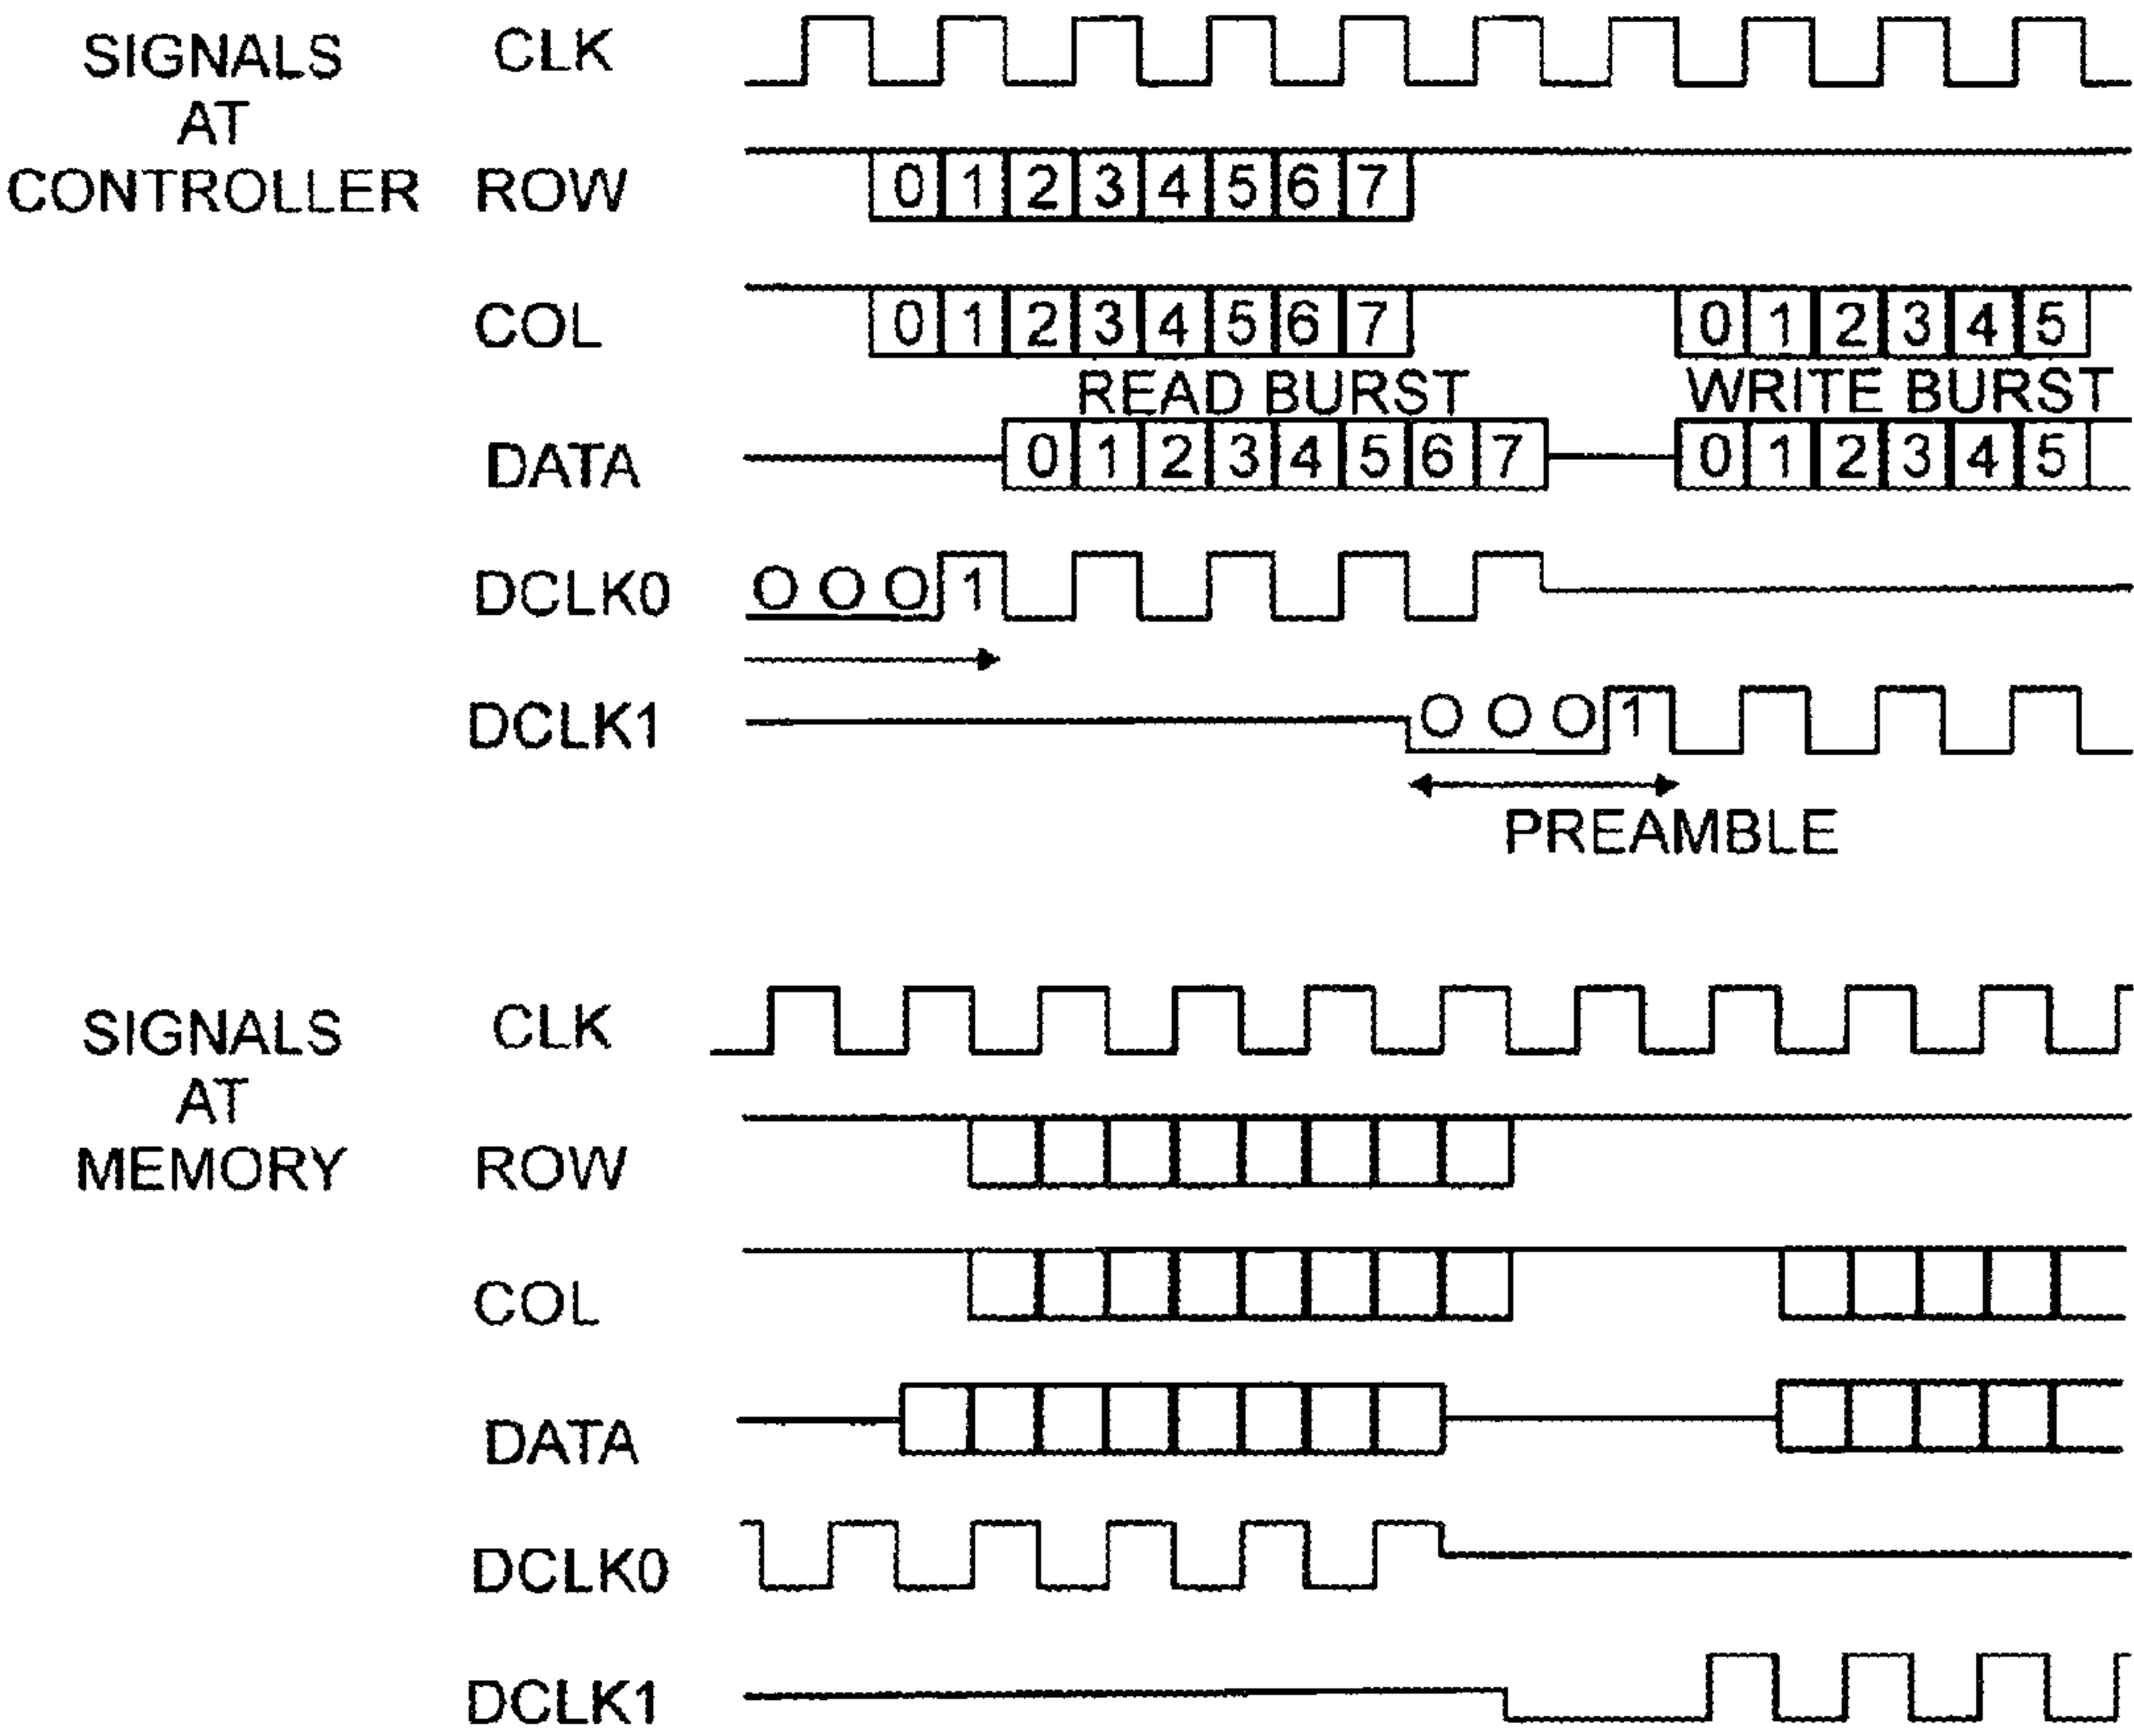 SIGNALS AT CONTROLLER
CLK
ROW
0 1 2 3 4 5 6 7
COL
0 1 2 3 4 5 6 7
0 1 2 3 4 5
READ BURST
WRITE BURST
DATA
0 1 2 3 4 5 6 7
0 1 2 3 4 5
DCLK0
0 0 0 1
DCLK1
0 0 0 1
PREAMBLE
SIGNALS AT MEMORY
CLK
ROW
COL
DATA
DCLK0
DCLK1